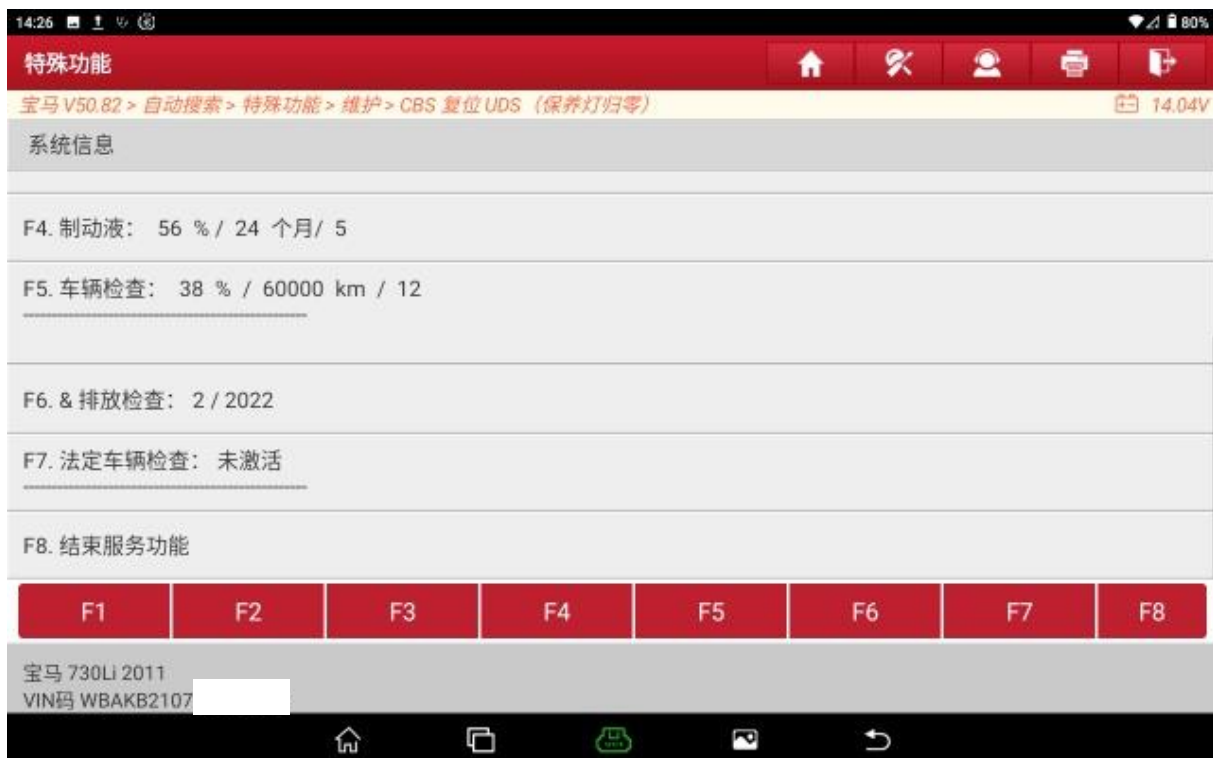 14:26
80%
特殊功能
宝马 V50.82 > 自动搜索 > 特殊功能 > 维护 > CBS 复位 UDS（保养灯归零）
14.04V
系统信息
F4. 制动液： 56 % / 24 个月/ 5
F5. 车辆检查： 38 % / 60000 km / 12
F6. & 排放检查： 2 / 2022
F7. 法定车辆检查： 未激活
F8. 结束服务功能
F1 F2 F3 F4 F5 F6 F7 F8
宝马 730Li 2011
VIN码 WBAKB2107